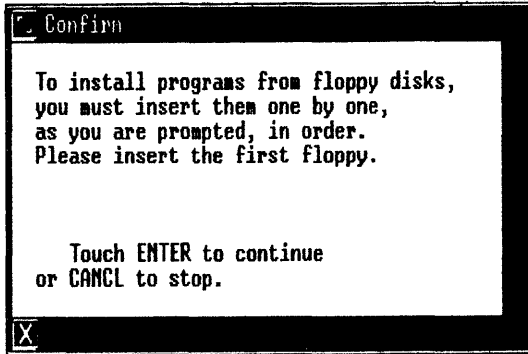 Confirm
To install programs from floppy disks,
you must insert them one by one,
as you are prompted, in order.
Please insert the first floppy.
Touch ENTER to continue
or CANCL to stop.
X